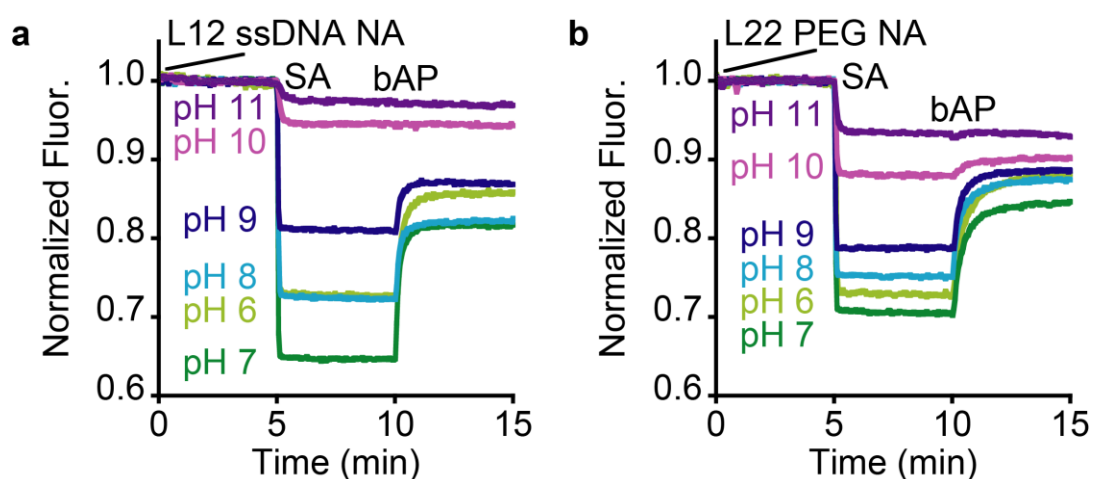 a
L12 ssDNA NA
SA
bAP
1.0
0.9
0.8
0.7
0.6
Normalized Fluor.
pH 11
pH 10
pH 9
pH 8
pH 6
pH 7
0
5
10
15
Time (min)
b
L22 PEG NA
SA
bAP
1.0
0.9
0.8
0.7
0.6
Normalized Fluor.
pH 11
pH 10
pH 9
pH 8
pH 6
pH 7
0
5
10
15
Time (min)